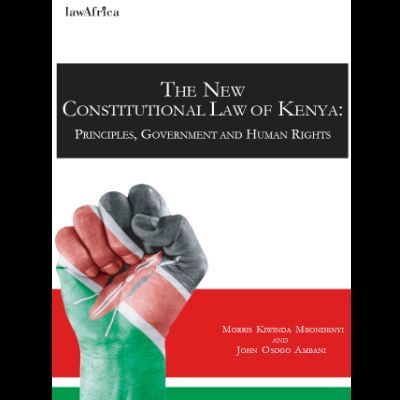 lawAfrica
THE NEW
CONSTITUTIONAL LAW OF KENYA:
PRINCIPLES, GOVERNMENT AND HUMAN RIGHTS
MORRIS KIWINDA MBONDENYI
AND
JOHN OSOGO AMBANI